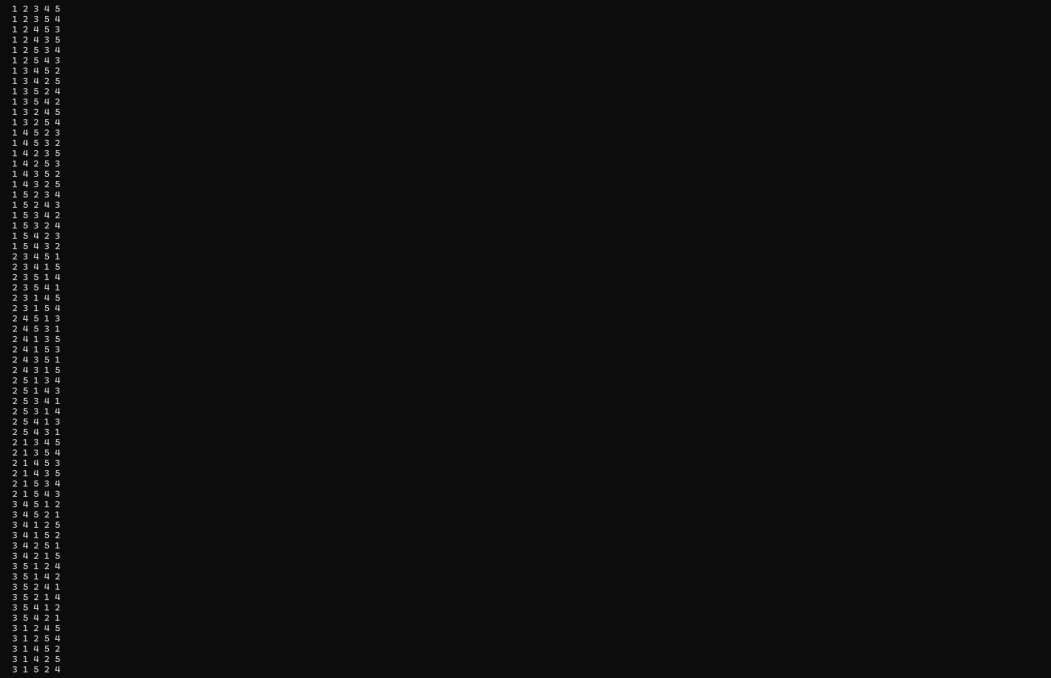 1 2 3 4 5
1 2 3 5 4
1 2 4 5 3
1 2 4 3 5
1 2 5 3 4
1 2 5 4 3
1 3 4 5 2
1 3 4 2 5
1 3 5 2 4
1 3 5 4 2
1 3 2 4 5
1 3 2 5 4
1 4 5 2 3
1 4 5 3 2
1 4 2 3 5
1 4 2 5 3
1 4 3 5 2
1 4 3 2 5
1 5 2 3 4
1 5 2 4 3
1 5 3 4 2
1 5 3 2 4
1 5 4 2 3
1 5 4 3 2
2 3 4 5 1
2 3 4 1 5
2 3 5 1 4
2 3 5 4 1
2 3 1 4 5
2 3 1 5 4
2 4 5 1 3
2 4 5 3 1
2 4 1 3 5
2 4 1 5 3
2 4 3 5 1
2 4 3 1 5
2 5 1 3 4
2 5 1 4 3
2 5 3 4 1
2 5 3 1 4
2 5 4 1 3
2 5 4 3 1
2 1 3 4 5
2 1 3 5 4
2 1 4 5 3
2 1 4 3 5
2 1 5 3 4
2 1 5 4 3
3 4 5 1 2
3 4 5 2 1
3 4 1 2 5
3 4 1 5 2
3 4 2 5 1
3 4 2 1 5
3 5 1 2 4
3 5 1 4 2
3 5 2 4 1
3 5 2 1 4
3 5 4 1 2
3 5 4 2 1
3 1 2 4 5
3 1 2 5 4
3 1 4 5 2
3 1 4 2 5
3 1 5 2 4